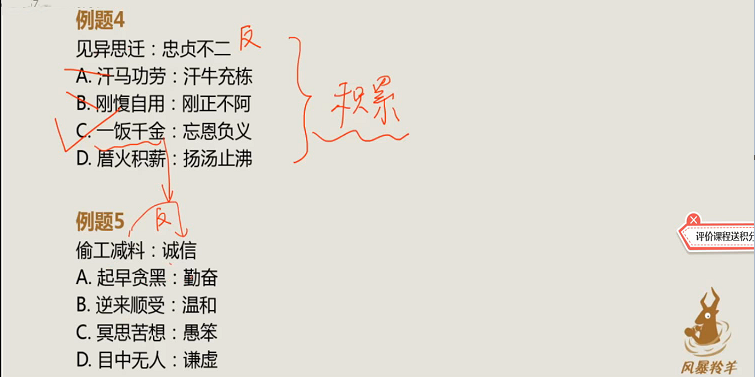 例题4
见异思迁：忠贞不二 反
A. 汗马功劳：汗牛充栋
B. 刚愎自用：刚正不阿
积累
C. 一饭千金：忘恩负义
D. 厝火积薪：扬汤止沸
例题5
反
偷工减料：诚信
评价课程送积分
A. 起早贪黑：勤奋
B. 逆来顺受：温和
C. 冥思苦想：愚笨
D. 目中无人：谦虚
风暴羚羊